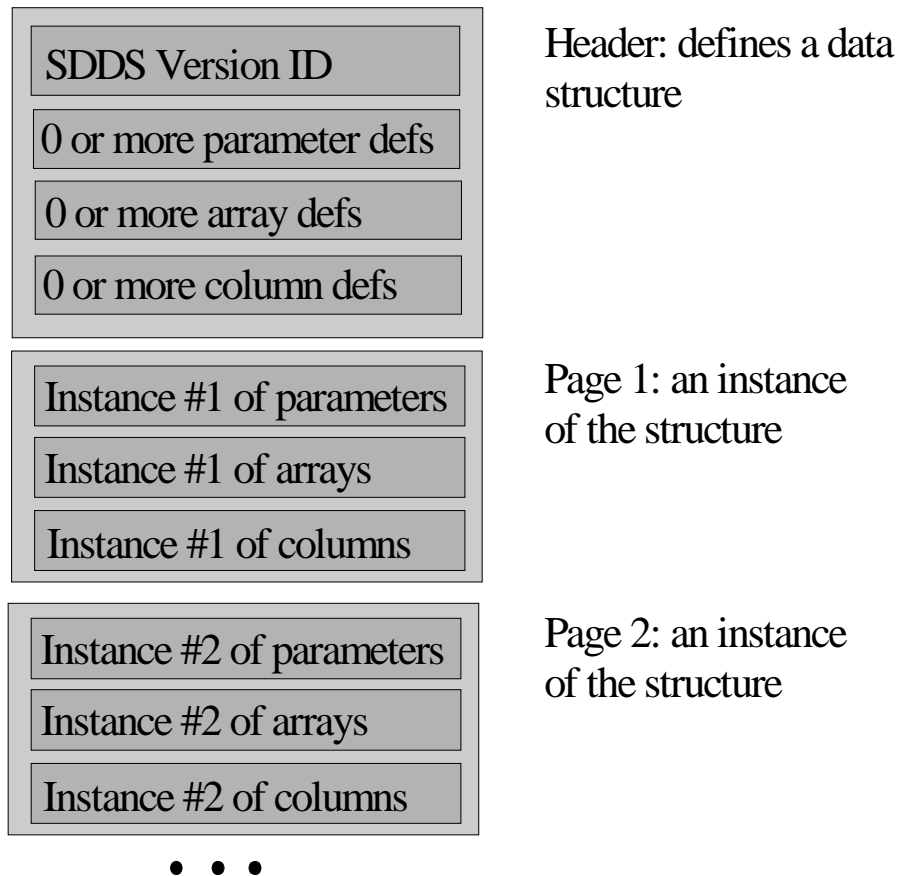 SDDS Version ID
0 or more parameter defs
0 or more array defs
0 or more column defs
Header: defines a data
structure
Instance #1 of parameters
Instance #1 of arrays
Instance #1 of columns
Page 1: an instance
of the structure
Instance #2 of parameters
Instance #2 of arrays
Instance #2 of columns
Page 2: an instance
of the structure
• • •